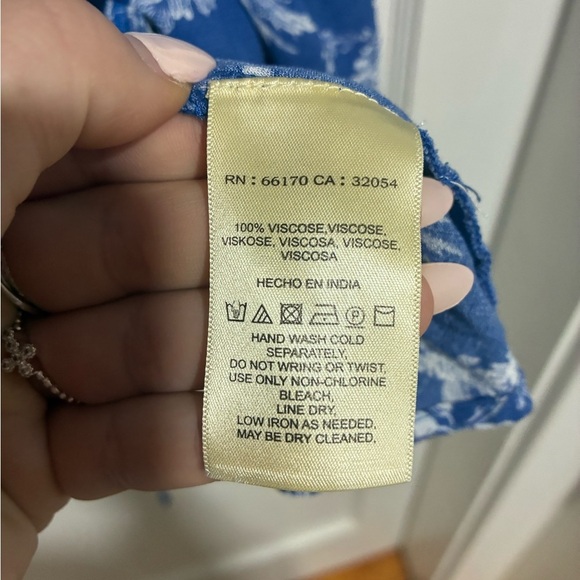 RN : 66170 CA : 32054
100% VISCOSE,VISCOSE,
VISKOSE, VISCOSA, VISCOSE,
VISCOSA
HECHO EN INDIA
HAND WASH COLD
SEPARATELY,
DO NOT WRING OR TWIST,
USE ONLY NON-CHLORINE
BLEACH,
LINE DRY.
LOW IRON AS NEEDED.
MAY BE DRY CLEANED.